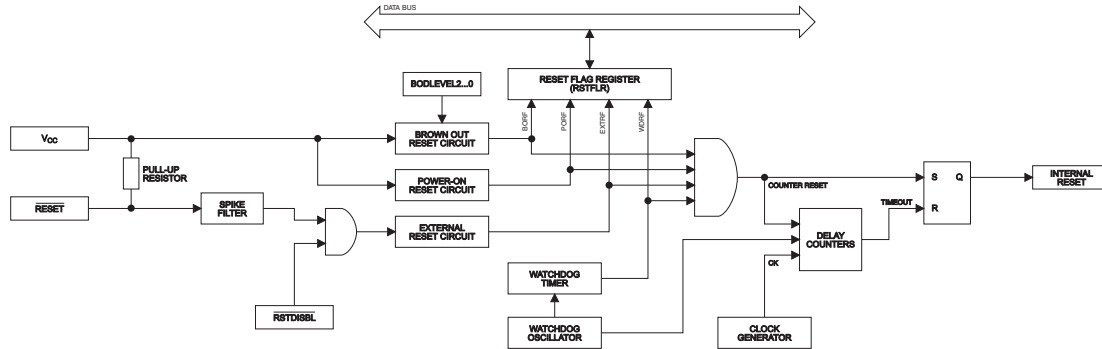 DATA BUS
RESET FLAG REGISTER
(RSTFLR)
BODLEVEL2...0
BORF
PORF
EXTRF
WDRF
VCC
BROWN OUT
RESET CIRCUIT
PULL-UP
RESISTOR
POWER-ON
RESET CIRCUIT
RESET
SPIKE
FILTER
EXTERNAL
RESET CIRCUIT
RSTDISBL
WATCHDOG
TIMER
WATCHDOG
OSCILLATOR
COUNTER RESET
TIMEOUT
DELAY
COUNTERS
CK
CLOCK
GENERATOR
S Q
R
INTERNAL
RESET